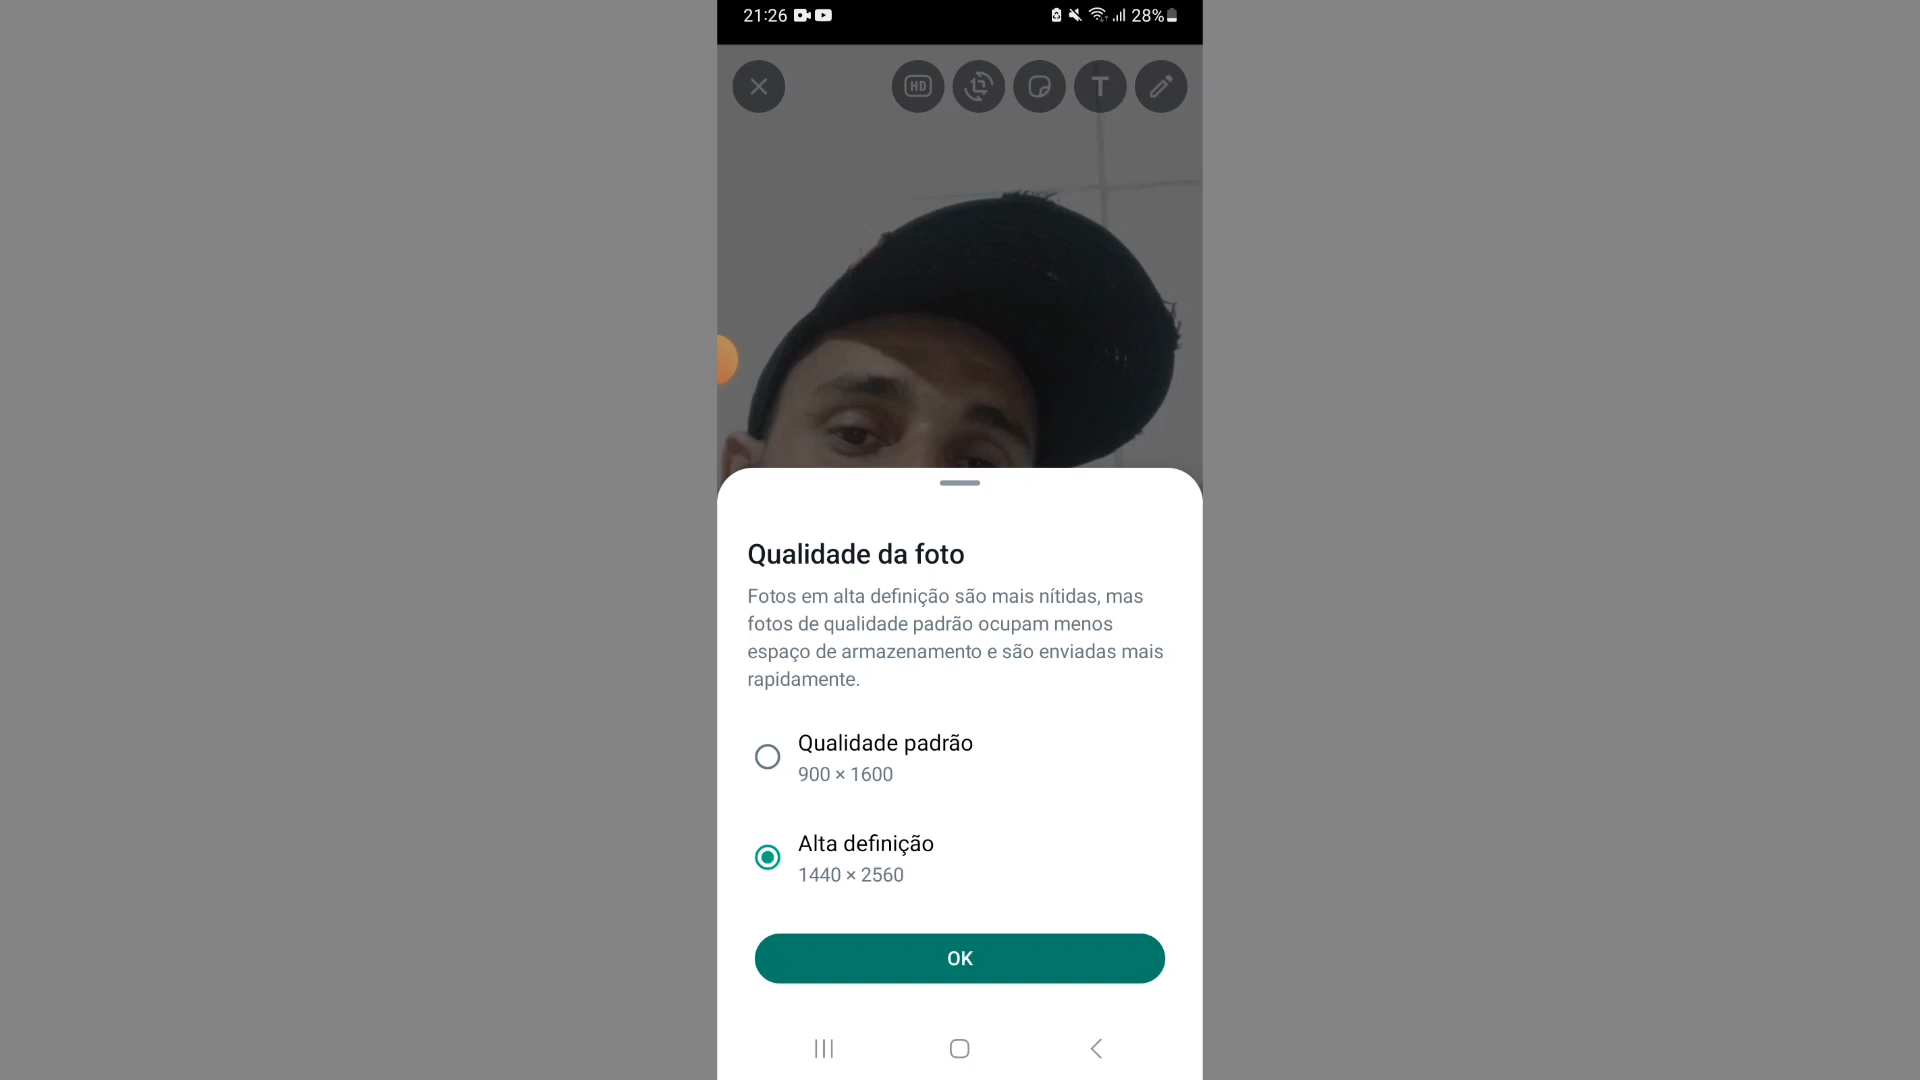 21:26
28%
HD
T
Qualidade da foto
Fotos em alta definição são mais nítidas, mas
fotos de qualidade padrão ocupam menos
espaço de armazenamento e são enviadas mais
rapidamente.
Qualidade padrão
900 × 1600
Alta definição
1440 × 2560
OK